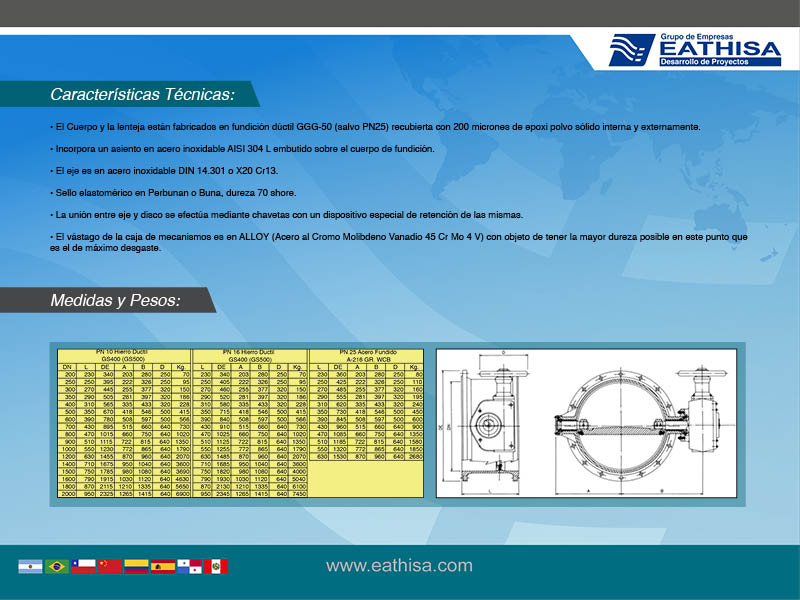 Grupo de Empresas
EATHISA
Desarrollo de Proyectos
Características Técnicas:
• El Cuerpo y la lenteja están fabricados en fundición dúctil GGG-50 (salvo PN25) recubierta con 200 micrones de epoxi polvo sólido interna y externamente.
• Incorpora un asiento en acero inoxidable AISI 304 L embutido sobre el cuerpo de fundición.
• El eje es en acero inoxidable DIN 14.301 o X20 Cr13.
• Sello elastomérico en Perbunan o Buna, dureza 70 shore.
• La unión entre eje y disco se efectúa mediante chavetas con un dispositivo especial de retención de las mismas.
• El vástago de la caja de mecanismos es en ALLOY (Acero al Cromo Molibdeno Vanadio 45 Cr Mo 4 V) con objeto de tener la mayor dureza posible en este punto que
es el de máximo desgaste.
Medidas y Pesos:
PN 10 Hierro Ductil PN 16 Hierro Ductil PN 25 Acero Fundido
GS400 (GS500) GS400 (GS500) A-216 GR. WCB
DN L DE A B D Kg. L DE A B D Kg. L DE A B D Kg.
200 230 340 203 280 250 70 230 340 203 280 250 70 230 360 203 280 250 80
250 250 395 222 326 250 95 250 405 222 326 250 95 250 425 222 326 250 110
300 270 445 255 377 320 150 270 460 255 377 320 150 270 485 255 377 320 160
350 290 505 281 397 320 186 290 520 281 397 320 186 290 555 281 397 320 195
400 310 565 335 433 320 228 310 580 335 433 320 228 310 620 335 433 320 240
500 350 670 418 546 500 415 350 715 418 546 500 415 350 730 418 546 500 450
600 390 780 508 597 500 566 390 840 508 597 500 566 390 845 508 597 500 600
700 430 895 515 660 640 730 430 910 515 660 640 730 430 960 515 660 640 900
800 470 1015 660 750 640 1020 470 1025 660 750 640 1020 470 1085 660 750 640 1350
900 510 1115 722 815 640 1350 510 1125 722 815 640 1350 510 1185 722 815 640 1580
1000 550 1230 772 865 640 1790 550 1255 772 865 640 1790 550 1320 772 865 640 1850
1200 630 1455 870 960 640 2070 630 1485 870 960 640 2070 630 1530 870 960 640 2680
1400 710 1675 950 1040 640 3600 710 1685 950 1040 640 3600
1500 750 1785 980 1080 640 3690 750 1820 980 1080 640 4000
1600 790 1915 1030 1120 640 4630 790 1930 1030 1120 640 5040
1800 870 2115 1210 1335 640 5650 870 2130 1210 1335 640 6100
2000 950 2325 1265 1415 640 6900 950 2345 1265 1415 640 7450
D
DE
DN
L
A
B
www.eathisa.com